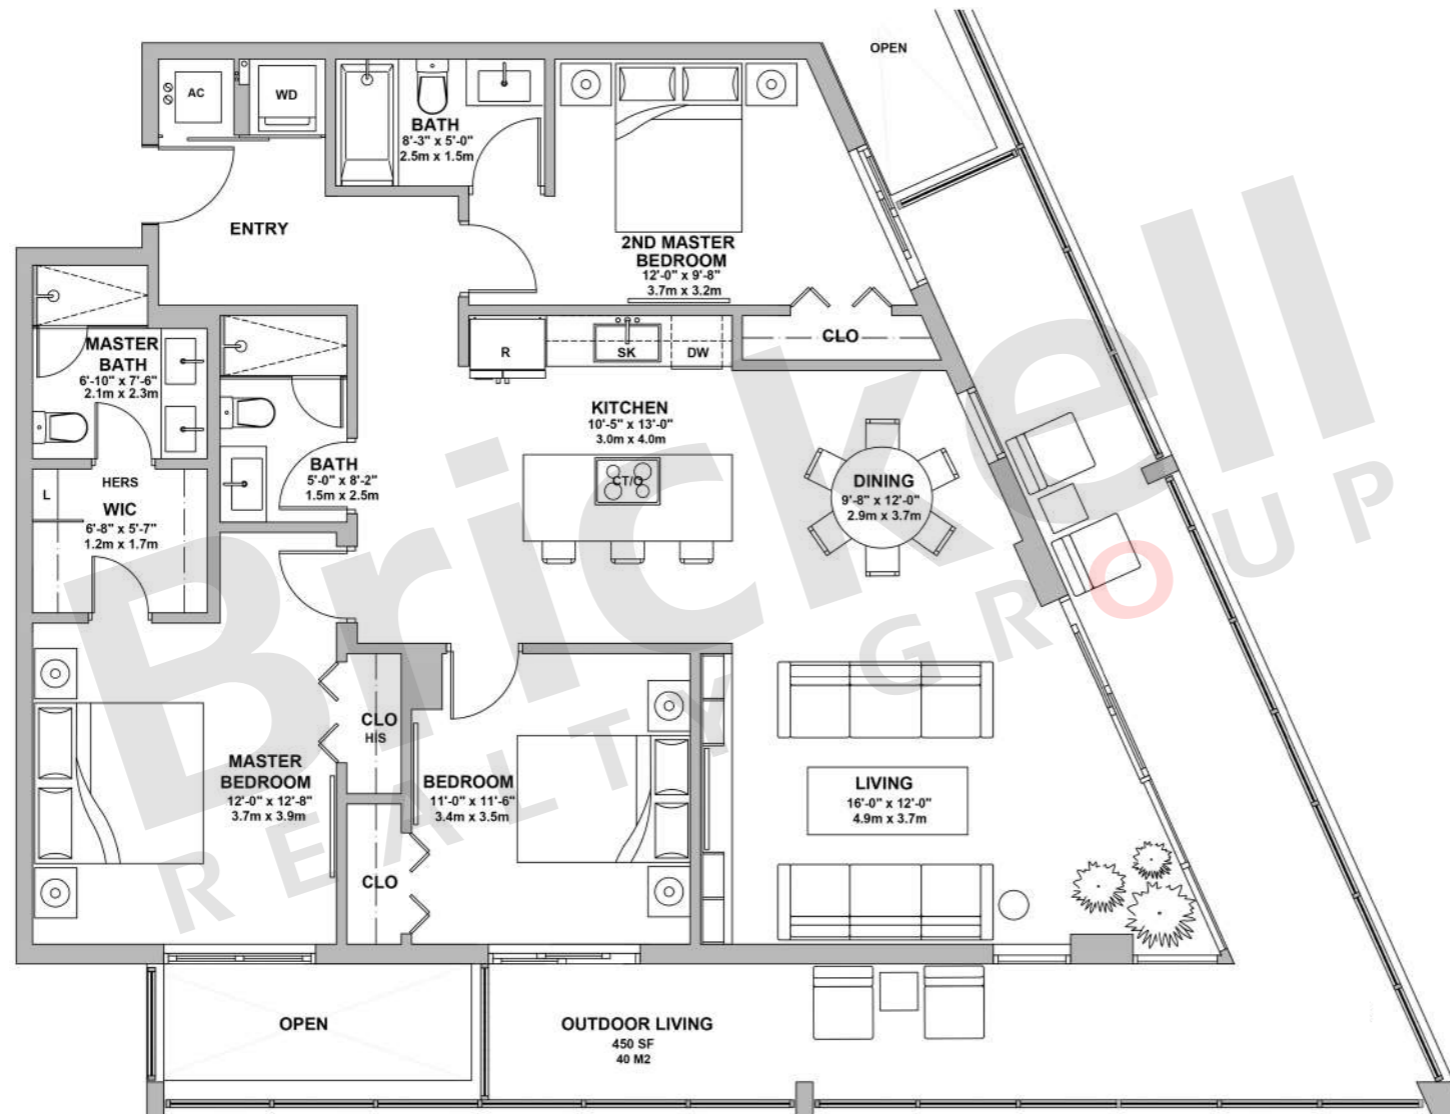 OPEN
AC
WD
BATH
8'-3" x 5'-0"
2.5m x 1.5m
ENTRY
2ND MASTER
BEDROOM
12'-0" x 9'-8"
3.7m x 3.2m
CLO
MASTER
BATH
6'-10" x 7'-6"
2.1m x 2.3m
R
SK
DW
KITCHEN
10'-5" x 13'-0"
3.0m x 4.0m
CT/O
BATH
5'-0" x 8'-2"
1.5m x 2.5m
DINING
9'-8" x 12'-0"
2.9m x 3.7m
L
HERS
WIC
6'-8" x 5'-7"
1.2m x 1.7m
Brickell
REALTY GROUP
CLO
HIS
MASTER
BEDROOM
12'-0" x 12'-8"
3.7m x 3.9m
BEDROOM
11'-0" x 11'-6"
3.4m x 3.5m
LIVING
16'-0" x 12'-0"
4.9m x 3.7m
CLO
OPEN
OUTDOOR LIVING
450 SF
40 M2